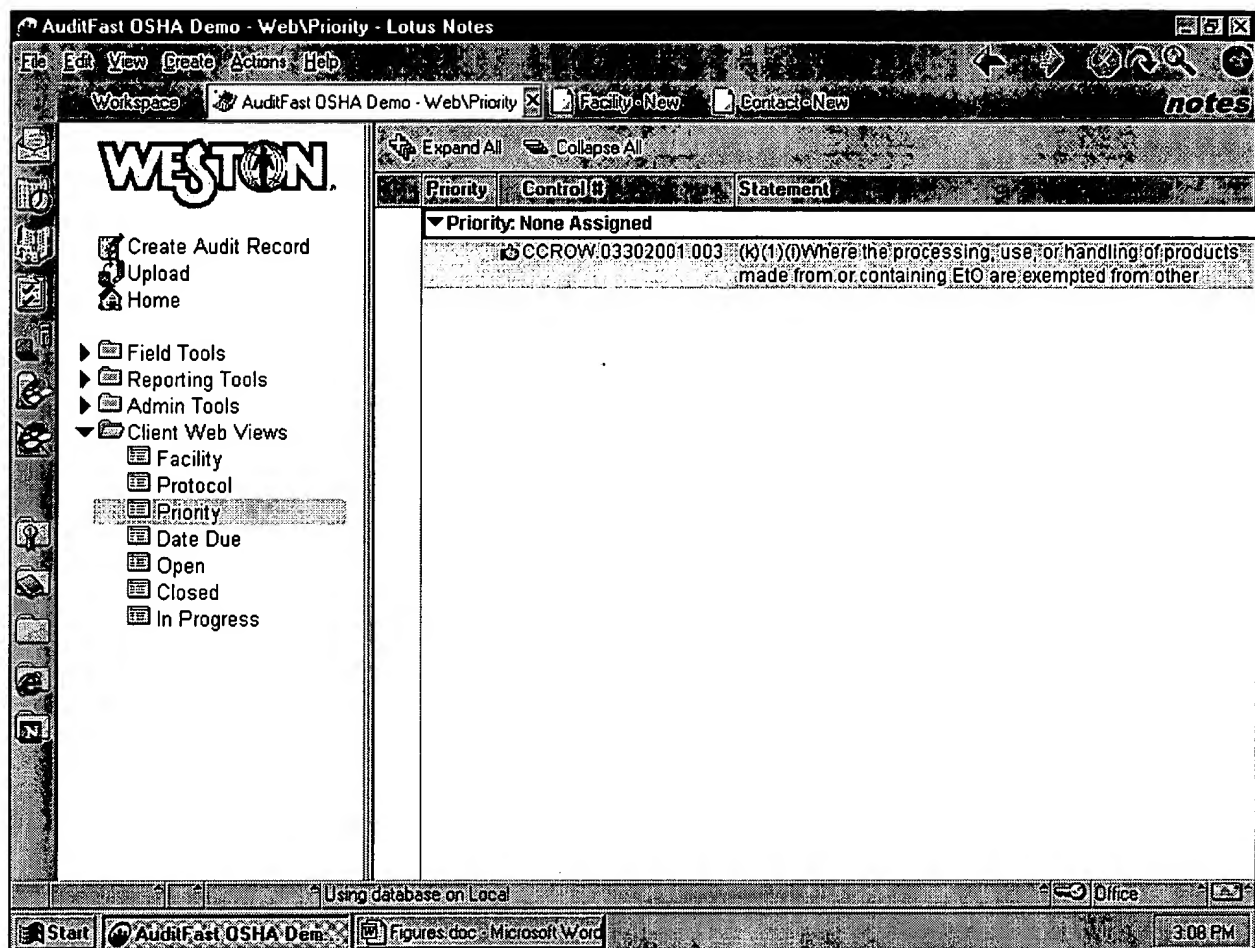 AuditFast OSHA Demo - Web\Priority - Lotus Notes
File Edit View Create Actions Help
Workspace AuditFast OSHA Demo - Web\Priority Facility - New Contact - New notes
WESTON.
Expand All Collapse All
Priority Control # Statement
Priority: None Assigned
CCROW.03302001.003 (k)(1)(i)Where the processing, use, or handling of products
made from or containing EtO are exempted from other
Create Audit Record
Upload
Home
Field Tools
Reporting Tools
Admin Tools
Client Web Views
Facility
Protocol
Priority
Date Due
Open
Closed
In Progress
Using database on Local Office
Start AuditFast OSHA Dem... Figures.doc - Microsoft Word 3:08 PM